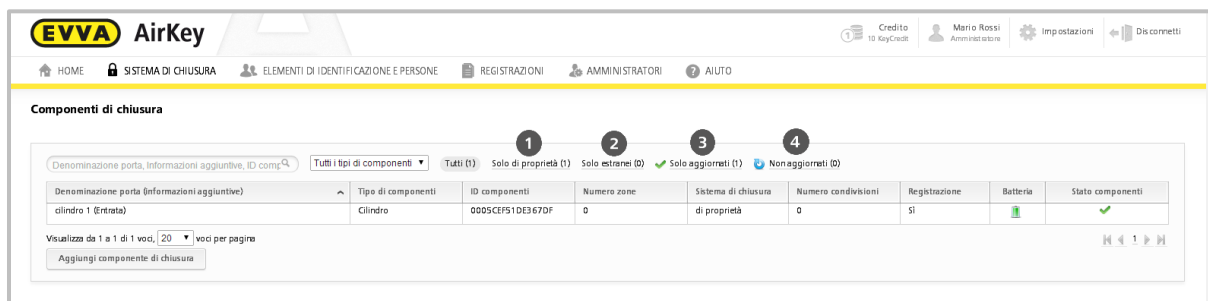 EVVA AirKey
Credito
10 KeyCredit
Mario Rossi
Amministratore
Impostazioni
Disconnetti
HOME SISTEMA DI CHIUSURA ELEMENTI DI IDENTIFICAZIONE E PERSONE REGISTRAZIONI AMMINISTRATORI ? AIUTO
Componenti di chiusura
1 2 3 4
Denominazione porta, Informazioni aggiuntive, ID comp Tutti i tipi di componenti Tutti (1) Solo di proprietà (1) Solo estranei (0) Solo aggiornati (1) Non aggiornati (0)
Denominazione porta (informazioni aggiuntive) Tipo di componenti ID componenti Numero zone Sistema di chiusura Numero condivisioni Registrazione Batteria Stato componenti
cilindro 1 (Entrata) Cilindro 0005CEF51DE367DF 0 di proprietà 0 Sì
Visualizza da 1 a 1 di 1 voci, 20 voci per pagina 1
Aggiungi componente di chiusura